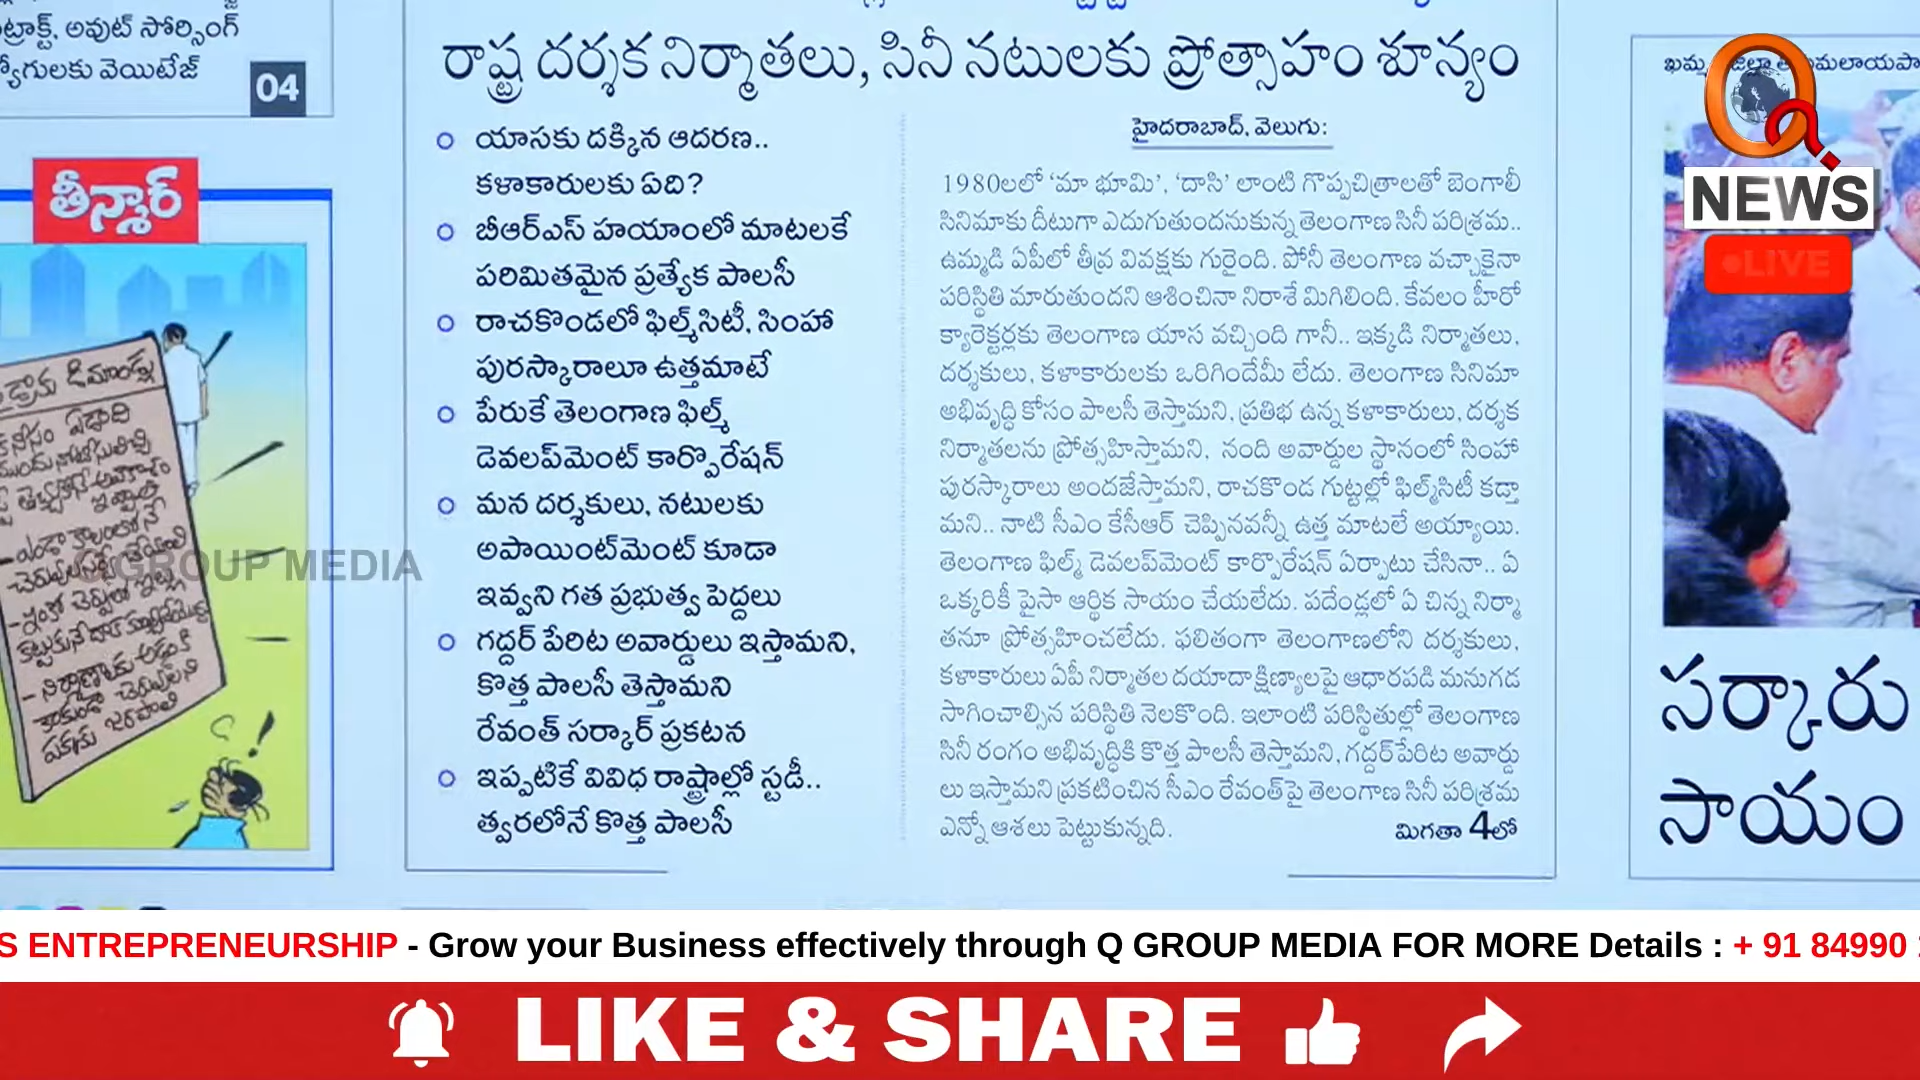 ట్రాక్ట్, అవుట్ సోర్సింగ్
్యోగులకు వెయిటేజ్
04
తీన్మార్
రాష్ట్ర దర్శక నిర్మాతలు, సినీ నటులకు ప్రోత్సాహం శూన్యం
యాసకు దక్కిన ఆదరణ..
కళాకారులకు ఏది?
బీఆర్ఎస్ హయాంలో మాటలకే
పరిమితమైన ప్రత్యేక పాలసీ
రాచకొండలో ఫిల్మ్‌సిటీ, సింహా
పురస్కారాలూ ఉత్తమాటే
పేరుకే తెలంగాణ ఫిల్మ్
డెవలప్‌మెంట్ కార్పొరేషన్
మన దర్శకులు, నటులకు
అపాయింట్‌మెంట్ కూడా
ఇవ్వని గత ప్రభుత్వ పెద్దలు
గద్దర్ పేరిట అవార్డులు ఇస్తామని,
కొత్త పాలసీ తెస్తామని
రేవంత్ సర్కార్ ప్రకటన
ఇప్పటికే వివిధ రాష్ట్రాల్లో స్టడీ..
త్వరలోనే కొత్త పాలసీ
హైదరాబాద్, వెలుగు:
1980లలో ‘మా భూమి’, ‘దాసి’ లాంటి గొప్పచిత్రాలతో బెంగాలీ
సినిమాకు దీటుగా ఎదుగుతుందనుకున్న తెలంగాణ సినీ పరిశ్రమ..
ఉమ్మడి ఏపీలో తీవ్ర వివక్షకు గురైంది. పోనీ తెలంగాణ వచ్చాకైనా
పరిస్థితి మారుతుందని ఆశించినా నిరాశే మిగిలింది. కేవలం హీరో
క్యారెక్టర్లకు తెలంగాణ యాస వచ్చింది గానీ.. ఇక్కడి నిర్మాతలు,
దర్శకులు, కళాకారులకు ఒరిగిందేమీ లేదు. తెలంగాణ సినిమా
అభివృద్ధి కోసం పాలసీ తెస్తామని, ప్రతిభ ఉన్న కళాకారులు, దర్శక
నిర్మాతలను ప్రోత్సహిస్తామని, నంది అవార్డుల స్థానంలో సింహా
పురస్కారాలు అందజేస్తామని, రాచకొండ గుట్టల్లో ఫిల్మ్‌సిటీ కడ్తా
మని.. నాటి సీఎం కేసీఆర్ చెప్పినవన్నీ ఉత్త మాటలే అయ్యాయి.
తెలంగాణ ఫిల్మ్ డెవలప్‌మెంట్ కార్పొరేషన్ ఏర్పాటు చేసినా.. ఏ
ఒక్కరికీ పైసా ఆర్థిక సాయం చేయలేదు. పదేండ్లలో ఏ చిన్న నిర్మా
తనూ ప్రోత్సహించలేదు. ఫలితంగా తెలంగాణలోని దర్శకులు,
కళాకారులు ఏపీ నిర్మాతల దయాదాక్షిణ్యాలపై ఆధారపడి మనుగడ
సాగించాల్సిన పరిస్థితి నెలకొంది. ఇలాంటి పరిస్థితుల్లో తెలంగాణ
సినీ రంగం అభివృద్ధికి కొత్త పాలసీ తెస్తామని, గద్దర్‌పేరిట అవార్డు
లు ఇస్తామని ప్రకటించిన సీఎం రేవంత్‌పై తెలంగాణ సినీ పరిశ్రమ
ఎన్నో ఆశలు పెట్టుకున్నది.
మిగతా 4లో
సర్కారు
సాయం
Q
NEWS
LIVE
Q GROUP MEDIA
S ENTREPRENEURSHIP - Grow your Business effectively through Q GROUP MEDIA FOR MORE Details : + 91 84990
LIKE & SHARE